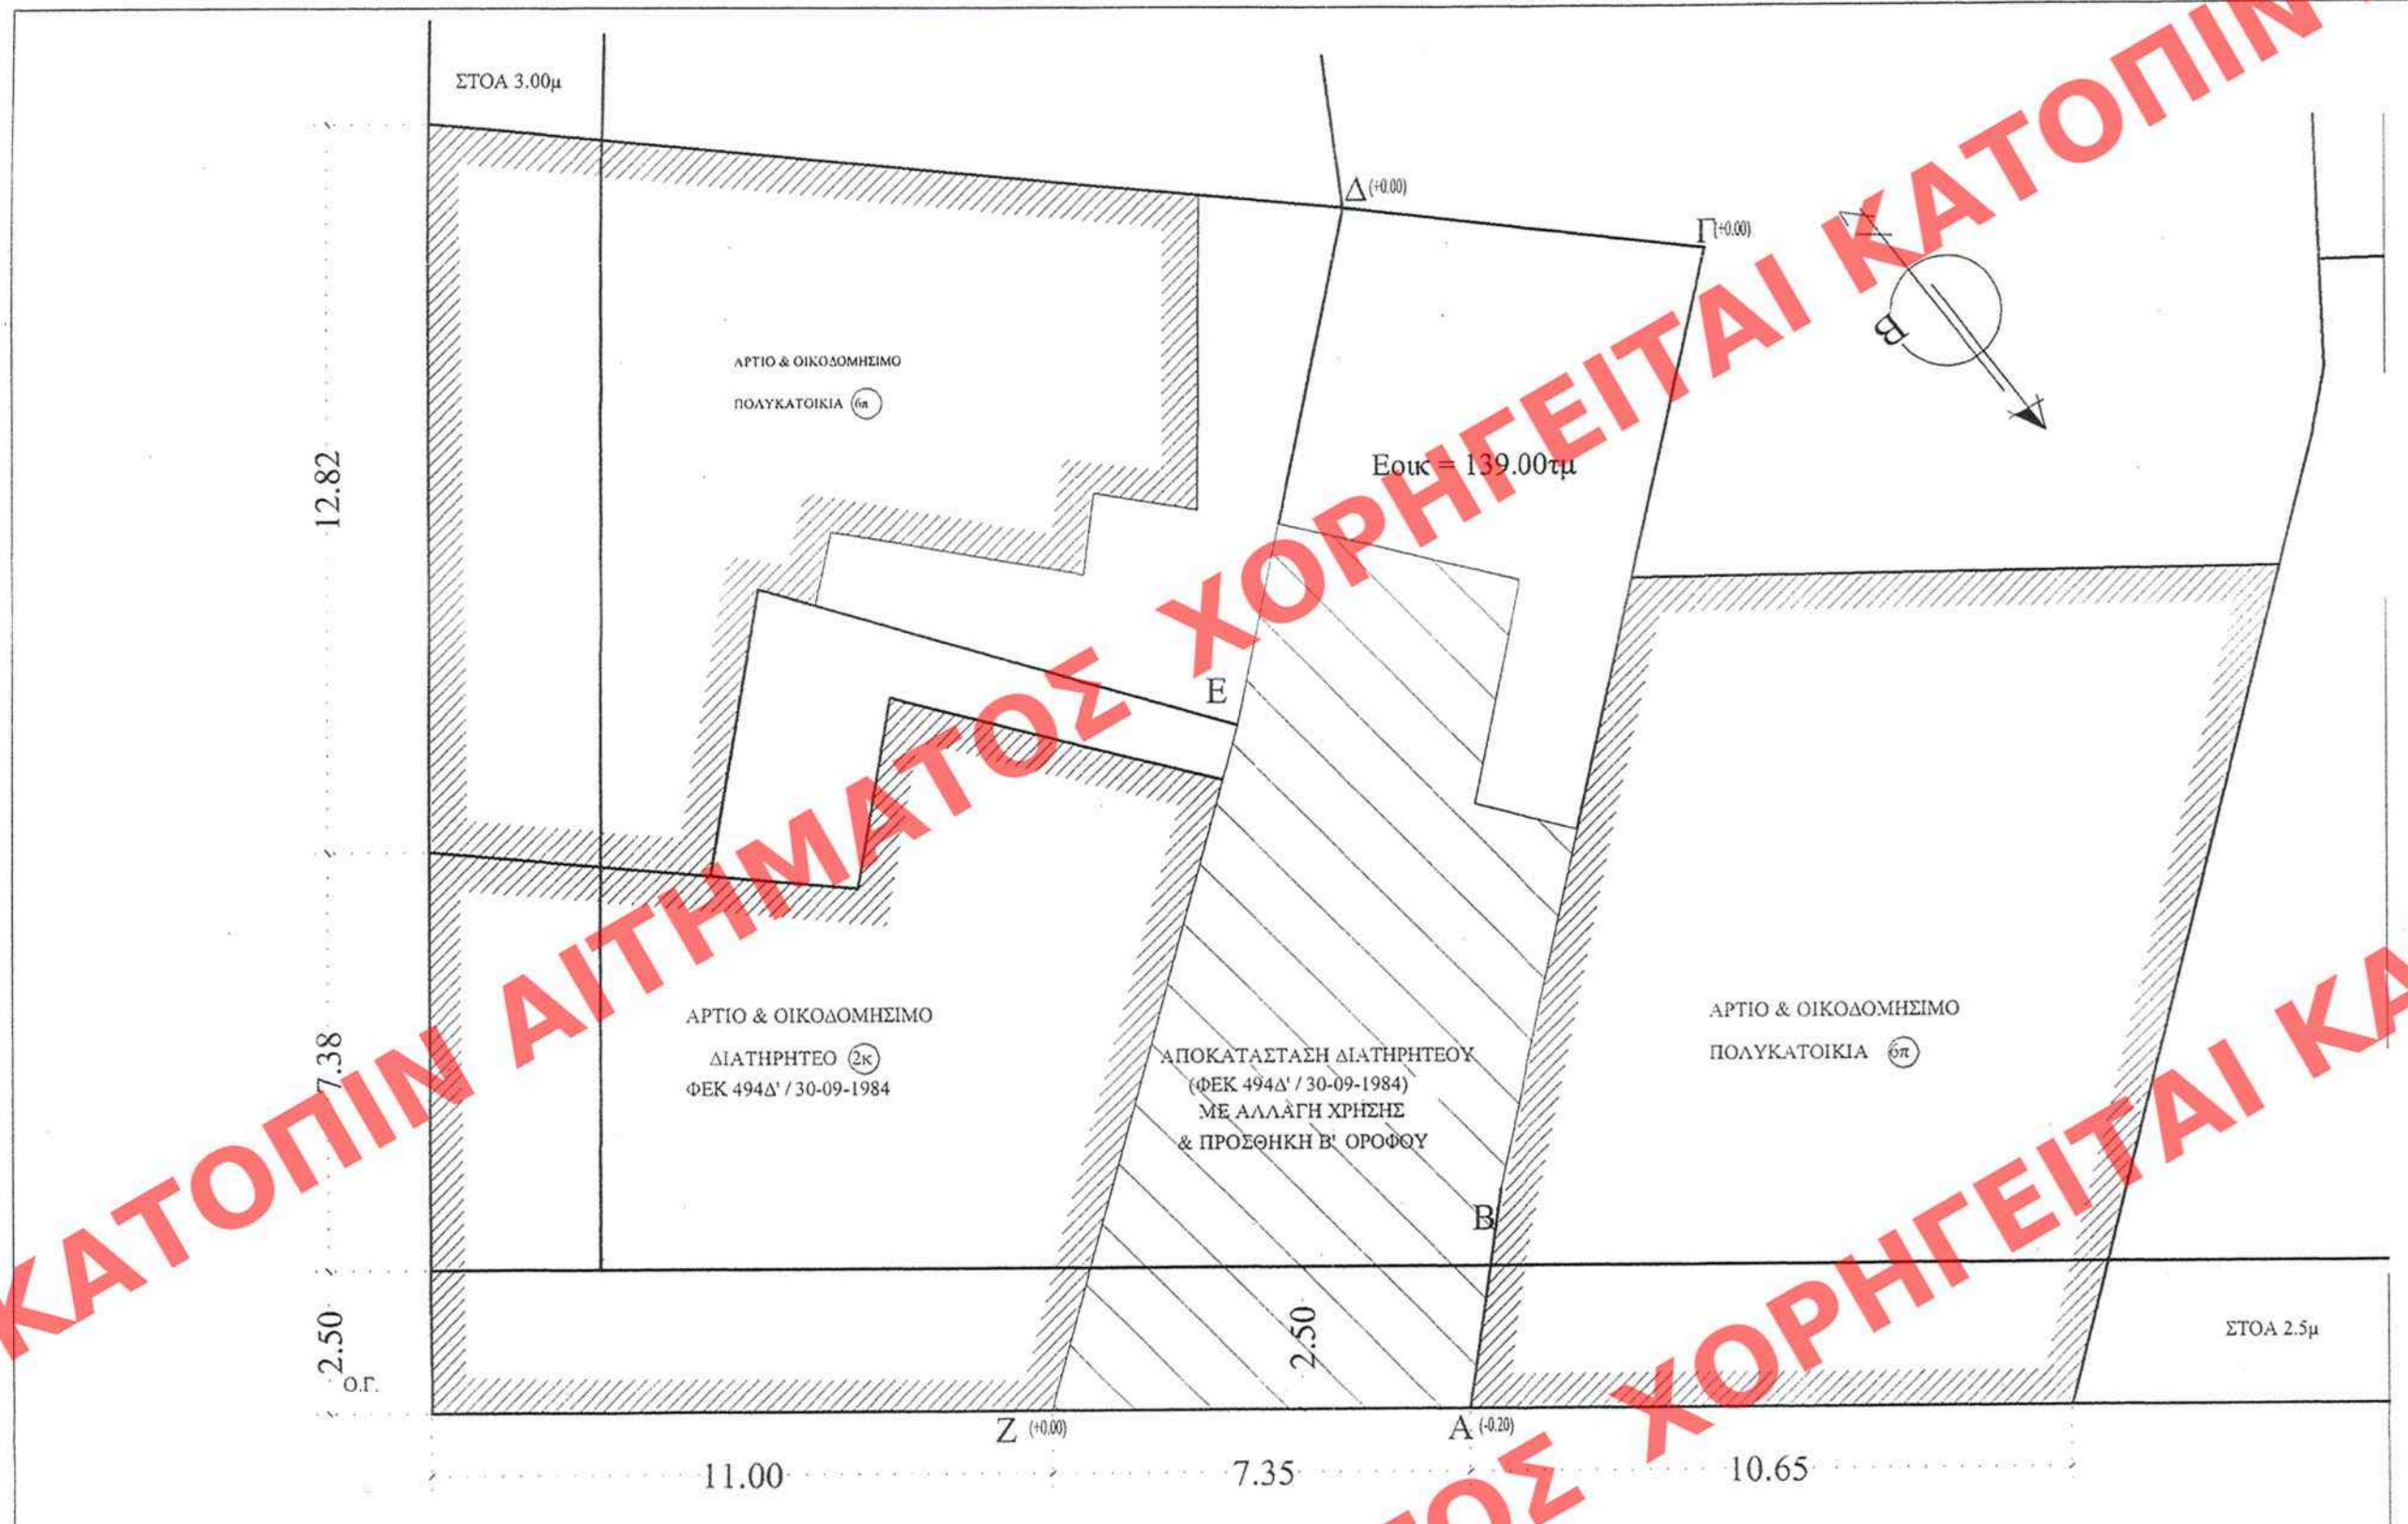 ΣΤΟΑ 3.00μ
Δ (+0.00)
Γ (+0.00)
Β
ΑΡΤΙΟ & ΟΙΚΟΔΟΜΗΣΙΜΟ
ΠΟΛΥΚΑΤΟΙΚΙΑ 6π
12.82
Εοικ = 139.00τμ
Ε
ΑΡΤΙΟ & ΟΙΚΟΔΟΜΗΣΙΜΟ
ΔΙΑΤΗΡΗΤΕΟ 2κ
ΦΕΚ 494Δ' / 30-09-1984
7.38
ΑΠΟΚΑΤΑΣΤΑΣΗ ΔΙΑΤΗΡΗΤΕΟΥ
(ΦΕΚ 494Δ' / 30-09-1984)
ΜΕ ΑΛΛΑΓΗ ΧΡΗΣΗΣ
& ΠΡΟΣΘΗΚΗ Β' ΟΡΟΦΟΥ
ΑΡΤΙΟ & ΟΙΚΟΔΟΜΗΣΙΜΟ
ΠΟΛΥΚΑΤΟΙΚΙΑ 6π
Β
2.50
Ο.Γ.
2.50
ΣΤΟΑ 2.5μ
Ζ (+0.00)
Α (-0.20)
11.00
7.35
10.65
ΚΑΤΟΠΙΝ ΑΙΤΗΜΑΤΟΣ ΧΟΡΗΓΕΙΤΑΙ ΚΑΤΟΠΙΝ
ΤΟΣ ΧΟΡΗΓΕΙΤΑΙ ΚΑ